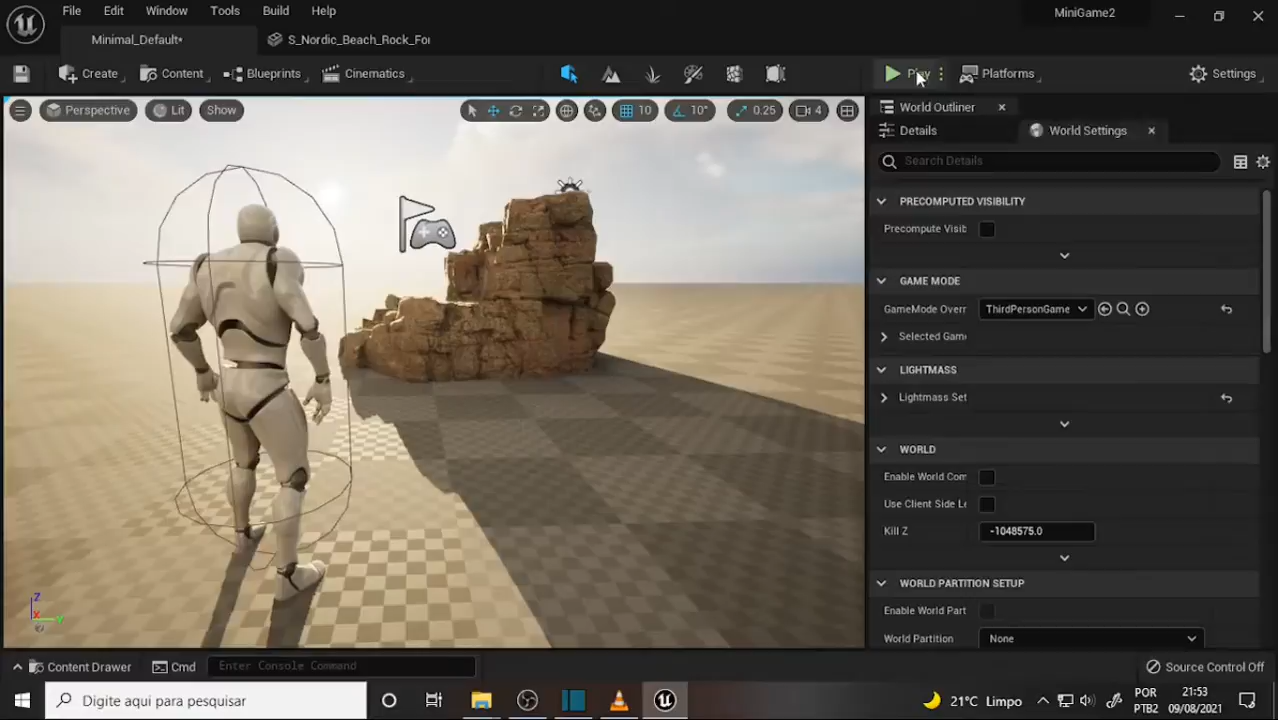 File Edit Window Tools Build Help
MiniGame2
Minimal_Default•
S_Nordic_Beach_Rock_For
Create Content Blueprints Cinematics
Play Platforms Settings
Perspective Lit Show
10 10° 0.25 4
World Outliner
Details World Settings
Search Details
PRECOMPUTED VISIBILITY
Precompute Visib
GAME MODE
GameMode Overr ThirdPersonGame
Selected Game
LIGHTMASS
Lightmass Set
WORLD
Enable World Com
Use Client Side Le
Kill Z -1048575.0
WORLD PARTITION SETUP
Enable World Part
World Partition None
Z
X
Y
Content Drawer Cmd Enter Console Command
Source Control Off
Digite aqui para pesquisar
21°C Limpo
POR
PTB2
21:53
09/08/2021